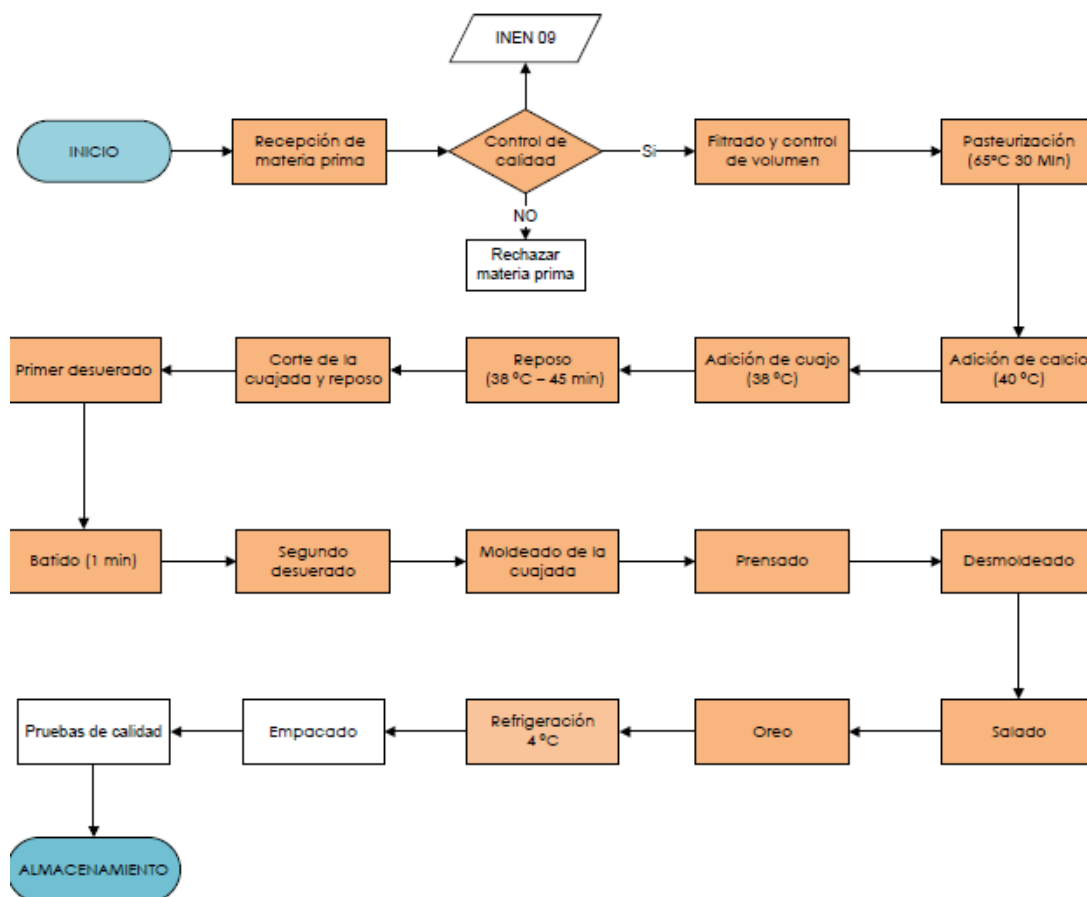 INEN 09
INICIO
Recepción de
materia prima
Control de
calidad
Si
Filtrado y control
de volumen
Pasteurización
(65ºC 30 Min)
NO
Rechazar
materia prima
Primer desuerado
Corte de la
cuajada y reposo
Reposo
(38 ºC – 45 min)
Adición de cuajo
(38 ºC)
Adición de calcio
(40 ºC)
Batido (1 min)
Segundo
desuerado
Moldeado de la
cuajada
Prensado
Desmoldeado
Pruebas de calidad
Empacado
Refrigeración
4 ºC
Oreo
Salado
ALMACENAMIENTO